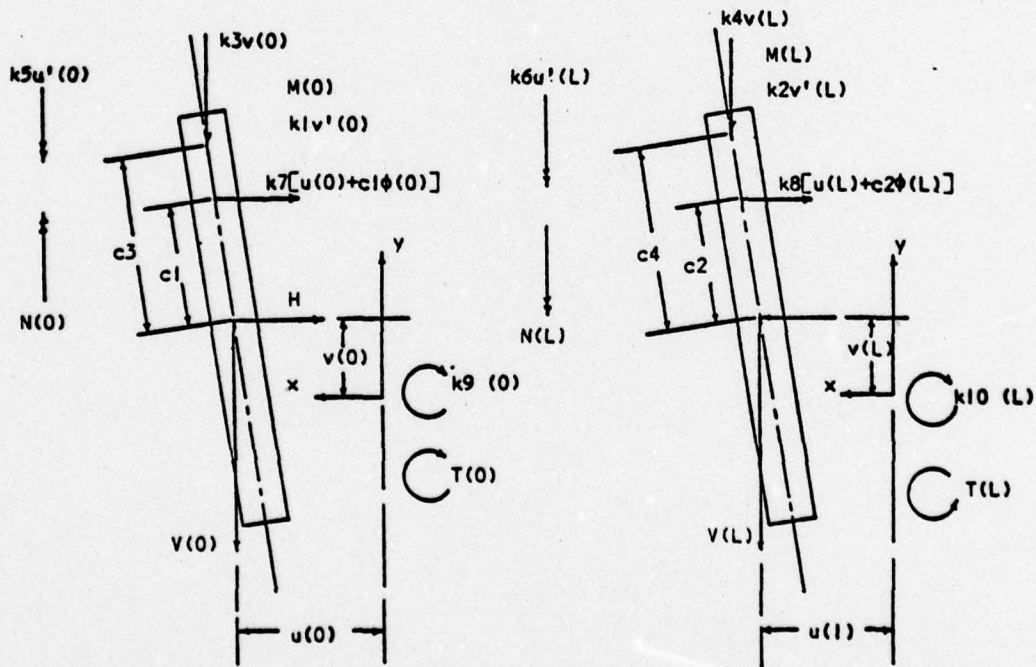 k3v(0)
k5u'(0)
M(0)
k1v'(0)
k7[u(0)+c1ϕ(0)]
c3
c1
y
H
N(0)
v(0)
x
k9 (0)
T(0)
V(0)
u(0)
k4v(L)
M(L)
k6u'(L)
k2v'(L)
k8[u(L)+c2ϕ(L)]
c4
c2
y
N(L)
v(L)
x
k10 (L)
T(L)
V(L)
u(l)